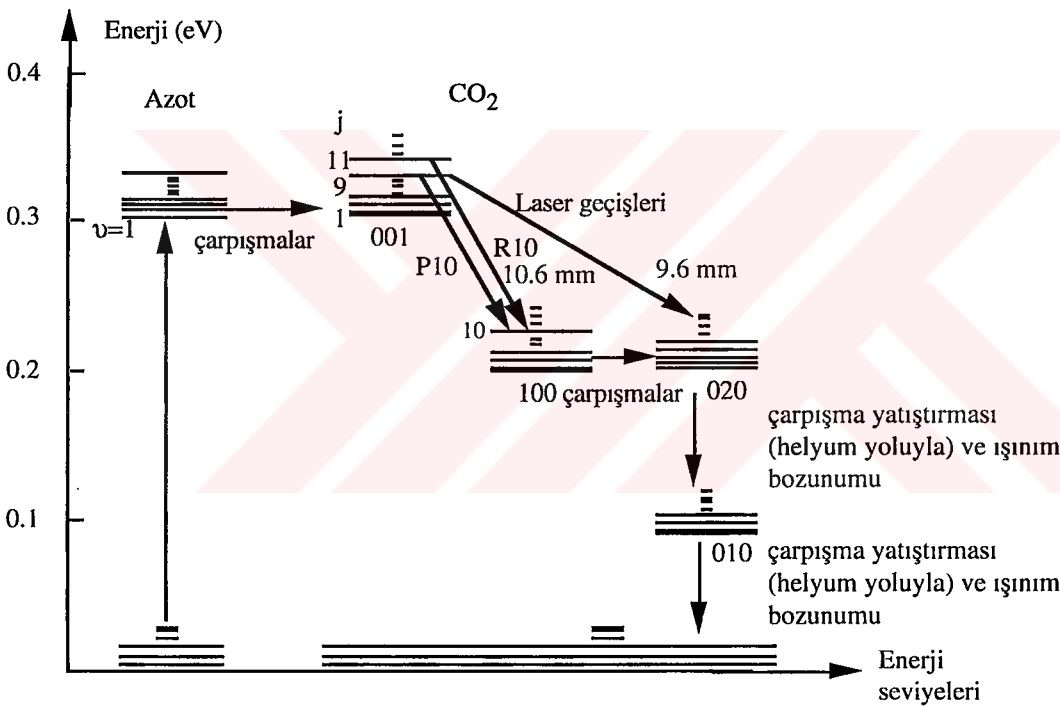 Enerji (eV)
0.4
Azot
CO2
j
11
9
1
0.3
υ=1
çarpışmalar
001
Laser geçişleri
P10
R10
10.6 mm
9.6 mm
10
0.2
100 çarpışmalar
020
çarpışma yatıştırması
(helyum yoluyla) ve ışınım
bozunumu
0.1
010
çarpışma yatıştırması
(helyum yoluyla) ve ışınım
bozunumu
0.01
Enerji
seviyeleri